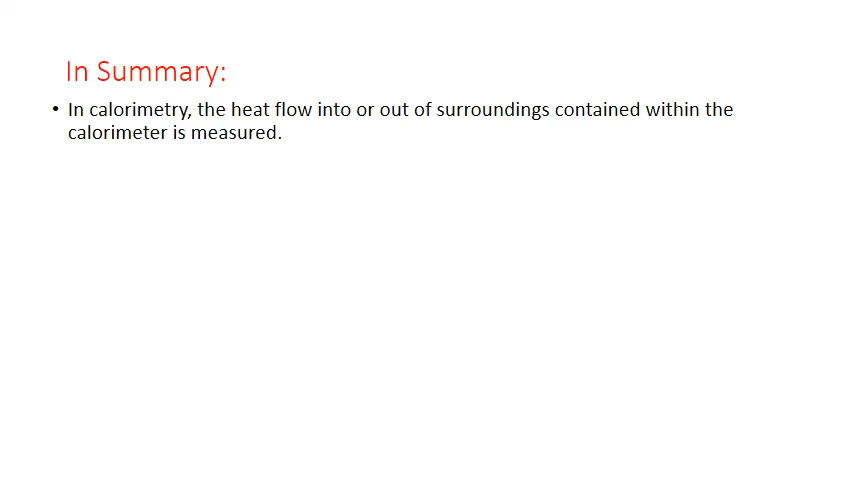 In Summary:
• In calorimetry, the heat flow into or out of surroundings contained within the
calorimeter is measured.